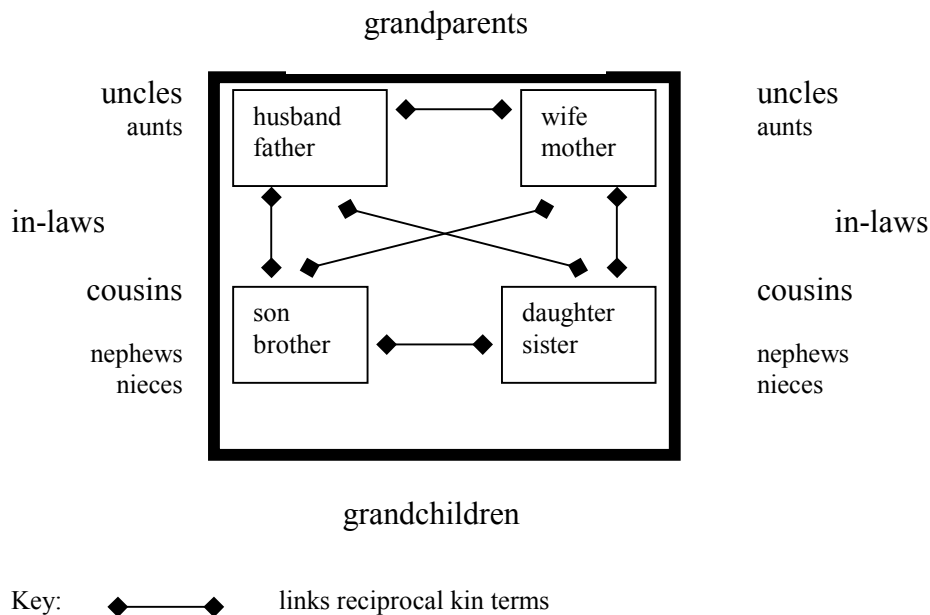 grandparents
uncles
aunts
uncles
aunts
husband
father
wife
mother
in-laws
in-laws
cousins
cousins
son
brother
daughter
sister
nephews
nieces
nephews
nieces
grandchildren
Key: links reciprocal kin terms